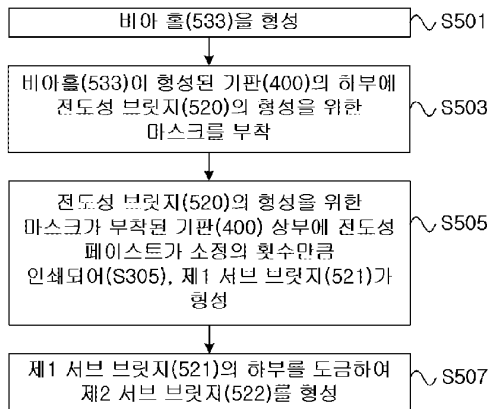 비아 홀(533)을 형성
S501
비아홀(533)이 형성된 기판(400)의 하부에
전도성 브릿지(520)의 형성을 위한
마스크를 부착
S503
전도성 브릿지(520)의 형성을 위한
마스크가 부착된 기판(400) 상부에 전도성
페이스트가 소정의 횟수만큼
인쇄되어(S305), 제1 서브 브릿지(521)가
형성
S505
제1 서브 브릿지(521)의 하부를 도금하여
제2 서브 브릿지(522)를 형성
S507